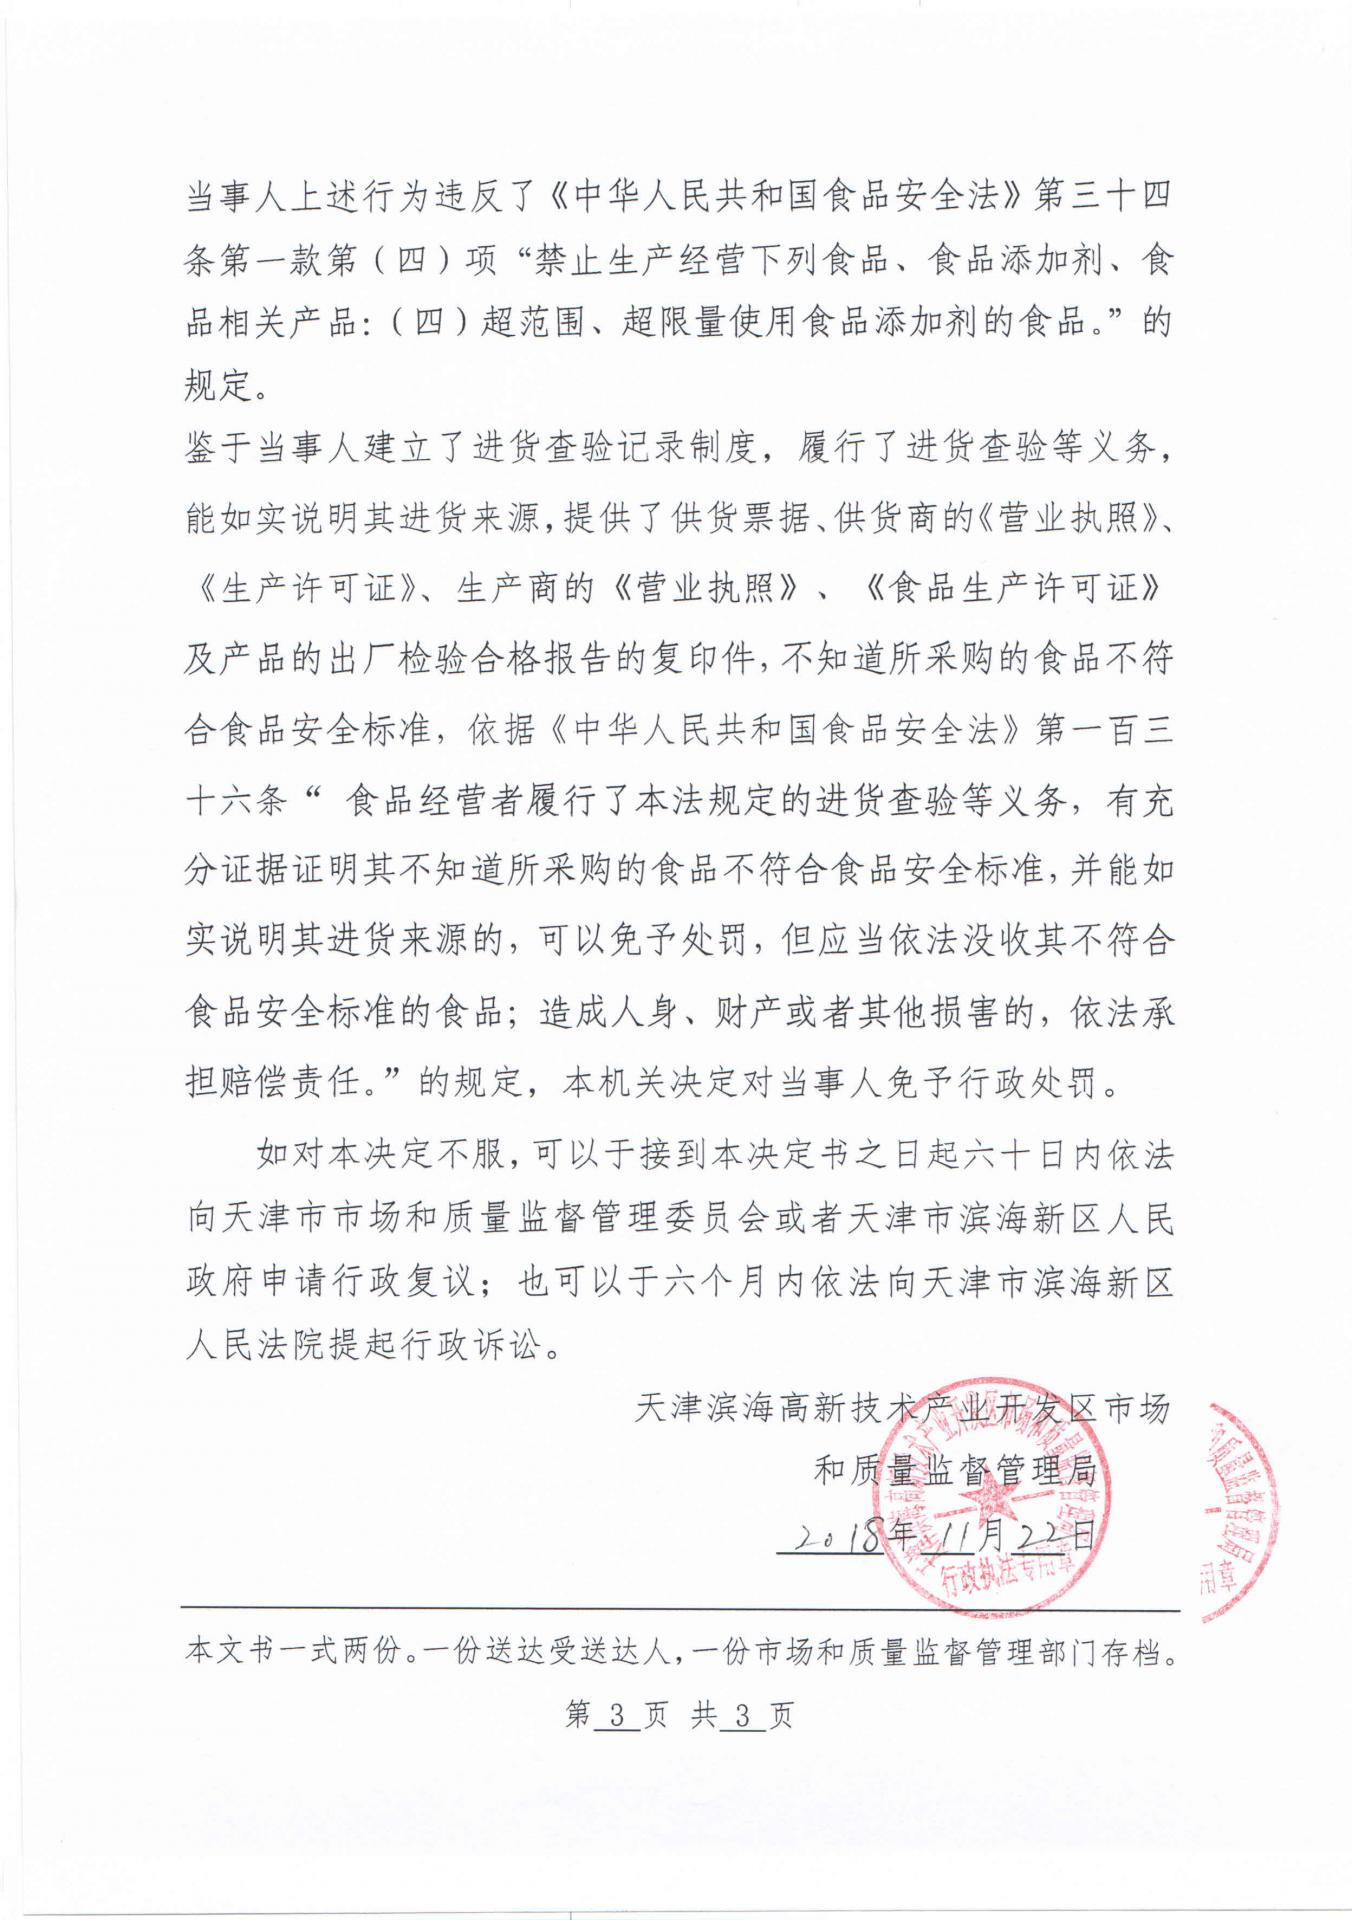 当事人上述行为违反了《中华人民共和国食品安全法》第三十四
条第一款第（四）项“禁止生产经营下列食品、食品添加剂、食
品相关产品：（四）超范围、超限量使用食品添加剂的食品。”的
规定。
鉴于当事人建立了进货查验记录制度，履行了进货查验等义务，
能如实说明其进货来源，提供了供货票据、供货商的《营业执照》、
《生产许可证》、生产商的《营业执照》、《食品生产许可证》
及产品的出厂检验合格报告的复印件，不知道所采购的食品不符
合食品安全标准，依据《中华人民共和国食品安全法》第一百三
十六条“ 食品经营者履行了本法规定的进货查验等义务，有充
分证据证明其不知道所采购的食品不符合食品安全标准，并能如
实说明其进货来源的，可以免予处罚，但应当依法没收其不符合
食品安全标准的食品；造成人身、财产或者其他损害的，依法承
担赔偿责任。”的规定，本机关决定对当事人免予行政处罚。
如对本决定不服，可以于接到本决定书之日起六十日内依法
向天津市市场和质量监督管理委员会或者天津市滨海新区人民
政府申请行政复议；也可以于六个月内依法向天津市滨海新区
人民法院提起行政诉讼。
天津滨海高新技术产业开发区市场
和质量监督管理局
2018年11月22日
行政执法专用章
质量监督管理局
用章
本文书一式两份。一份送达受送达人，一份市场和质量监督管理部门存档。
第 3 页 共 3 页